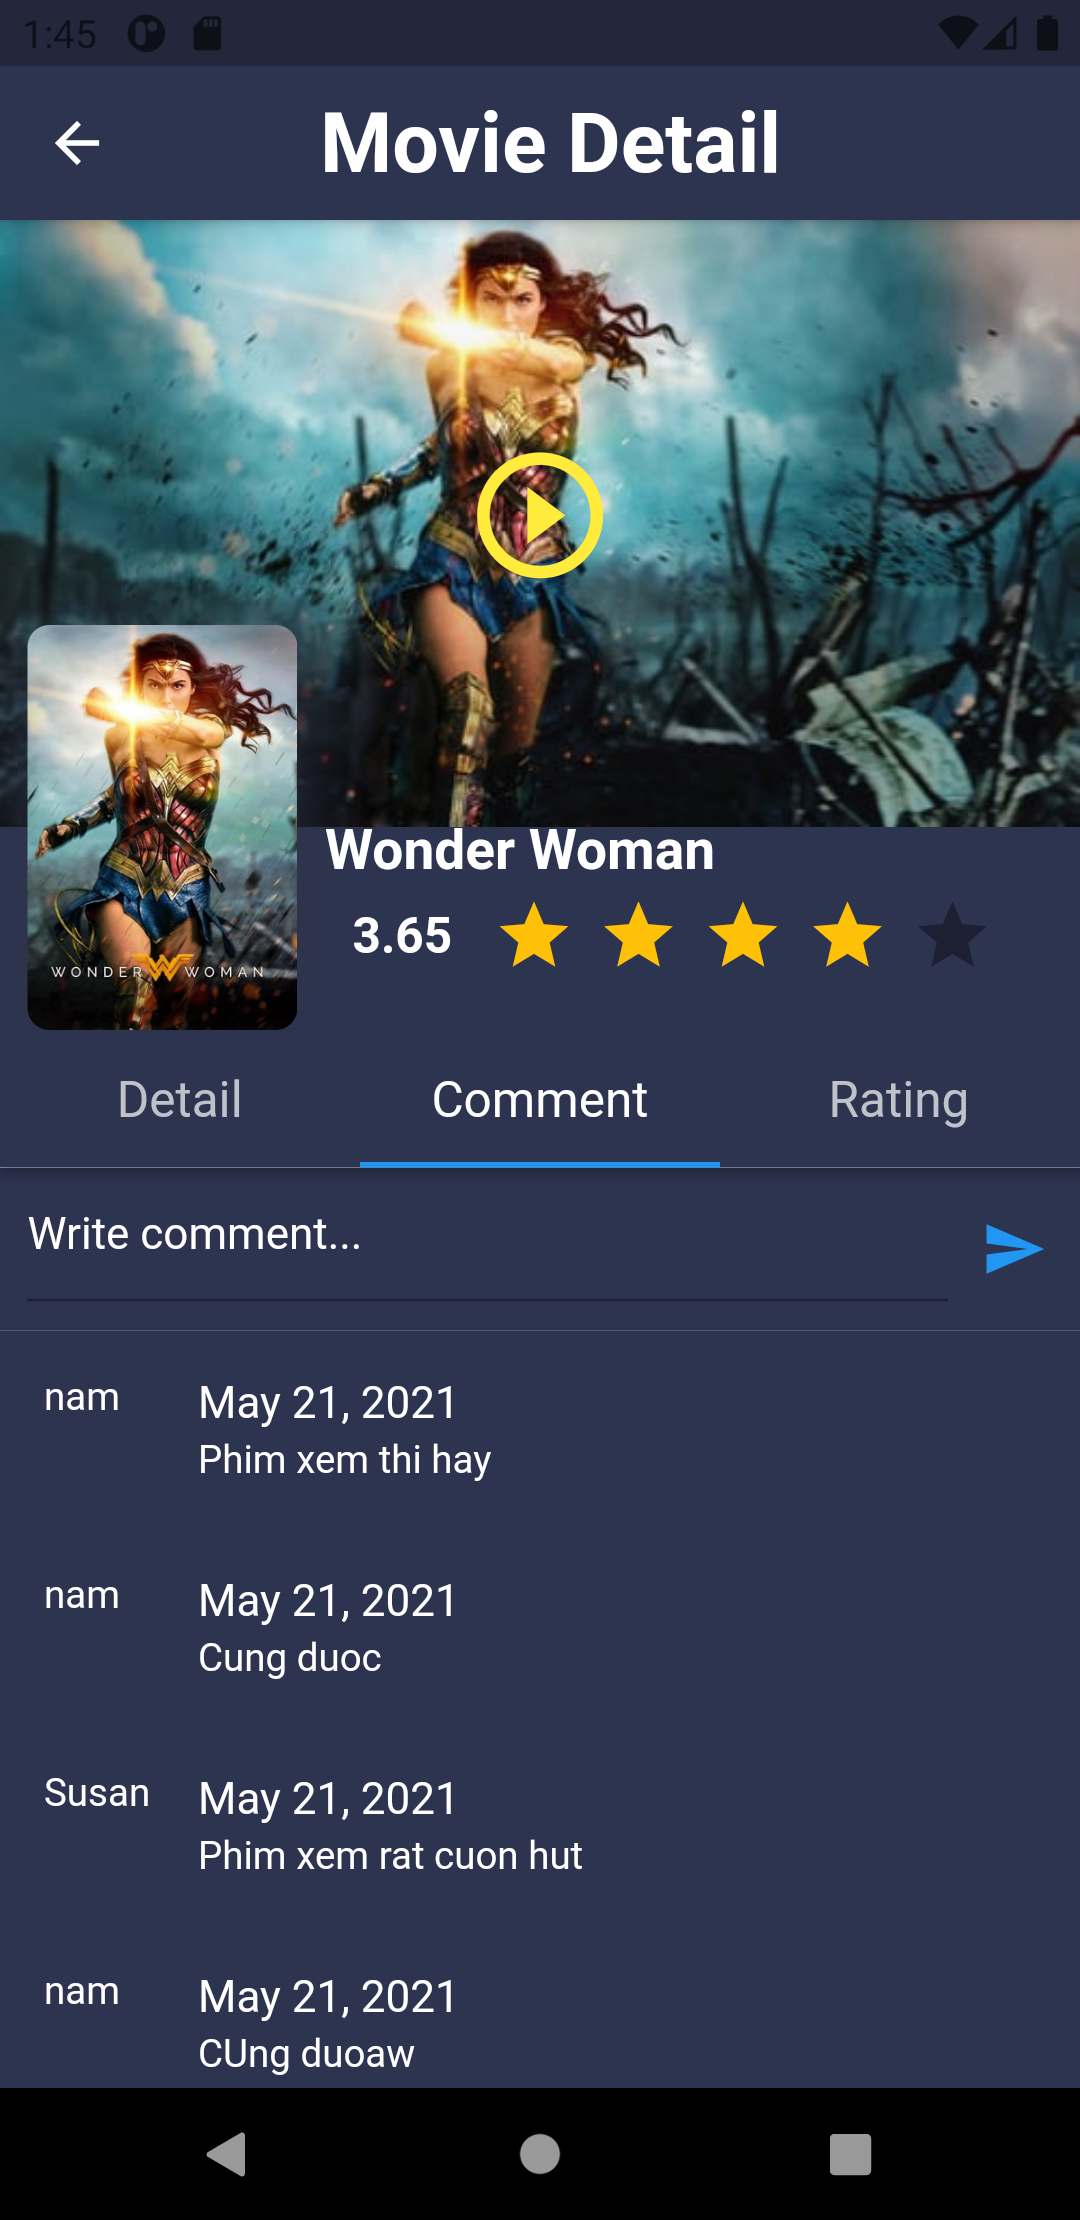 1:45
Movie Detail
WONDER WOMAN
Wonder Woman
3.65
Detail Comment Rating
Write comment...
nam May 21, 2021
Phim xem thi hay
nam May 21, 2021
Cung duoc
Susan May 21, 2021
Phim xem rat cuon hut
nam May 21, 2021
CUng duoaw